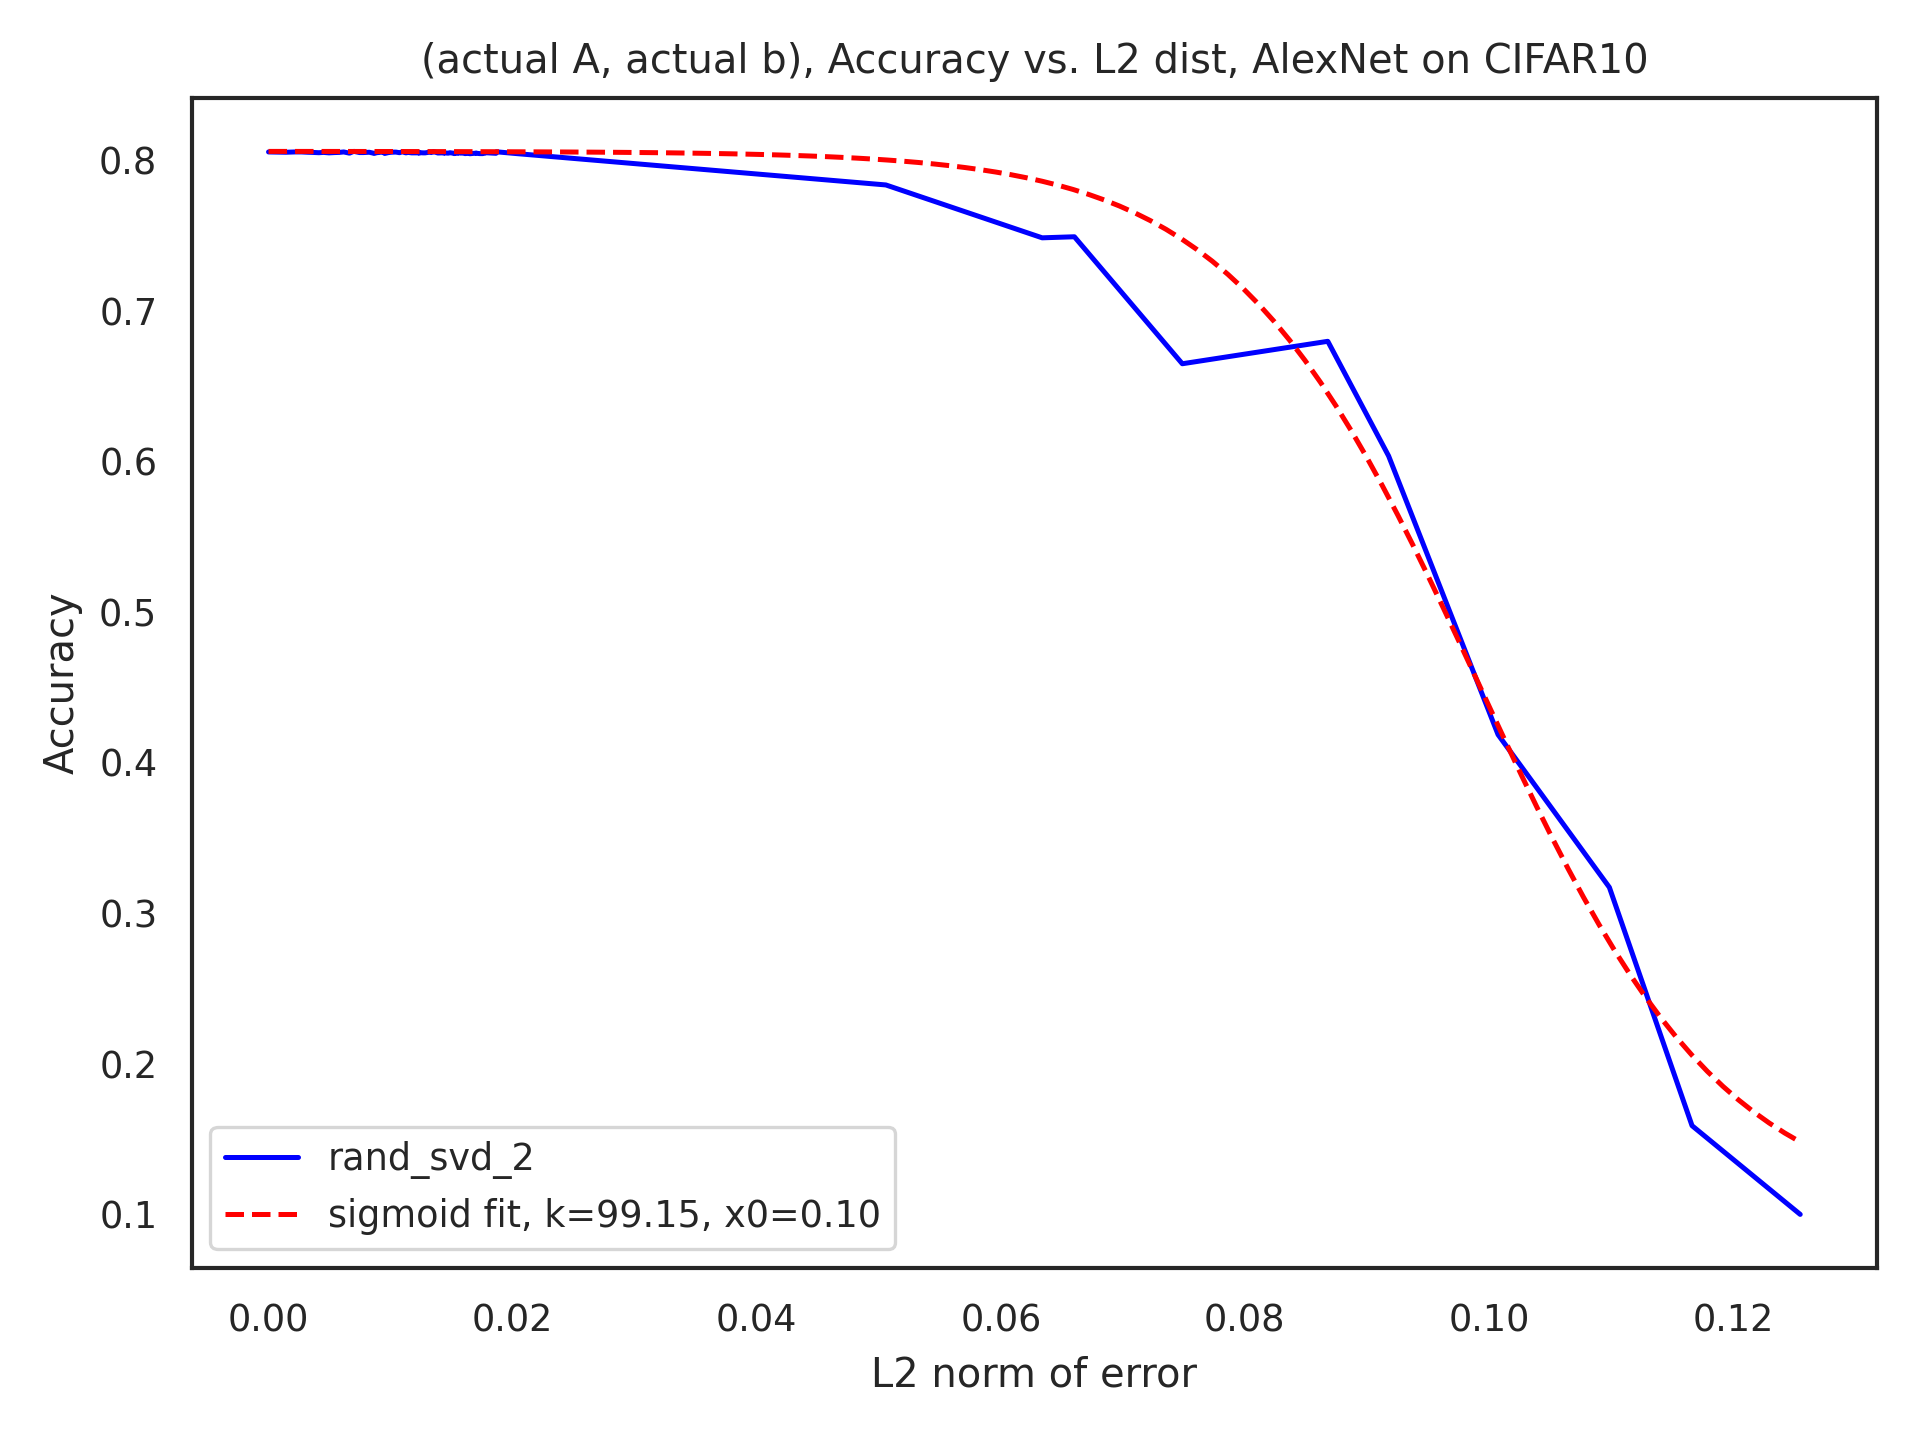 (actual A, actual b), Accuracy vs. L2 dist, AlexNet on CIFAR10
Accuracy
0.8
0.7
0.6
0.5
0.4
0.3
0.2
0.1
rand_svd_2
sigmoid fit, k=99.15, x0=0.10
0.00 0.02 0.04 0.06 0.08 0.10 0.12
L2 norm of error